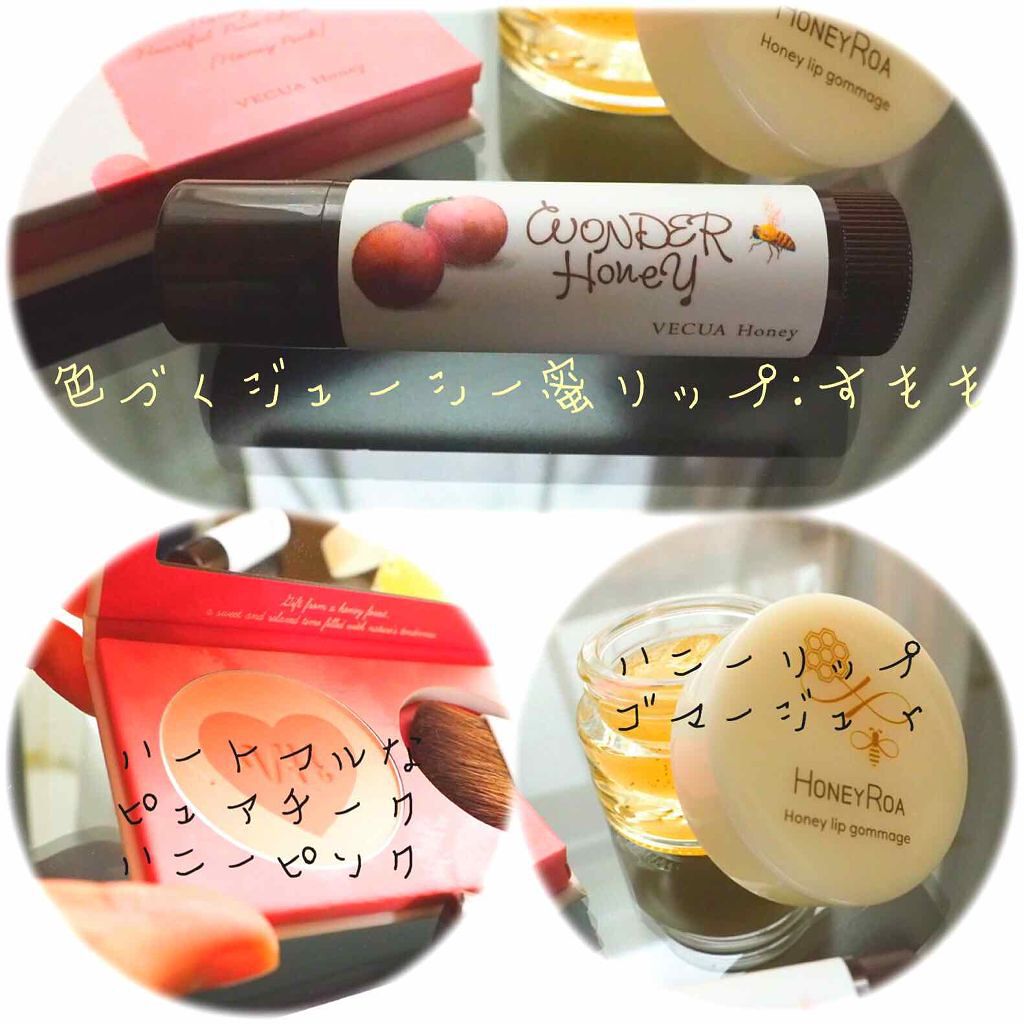 [Honey Pink]
VECUA Honey
HONEYROA
Honey lip gommage
WONDER
HoneY
VECUA Honey
色づくジューシー蜜リップ:すもも
Gift from a honey forest,
a sweet and relaxed time filled with nature's tenderness
ハートフルな
ピュアチーク
ハニーピンク
ハニーリップ
ゴマージュ
HONEYROA
Honey lip gommage